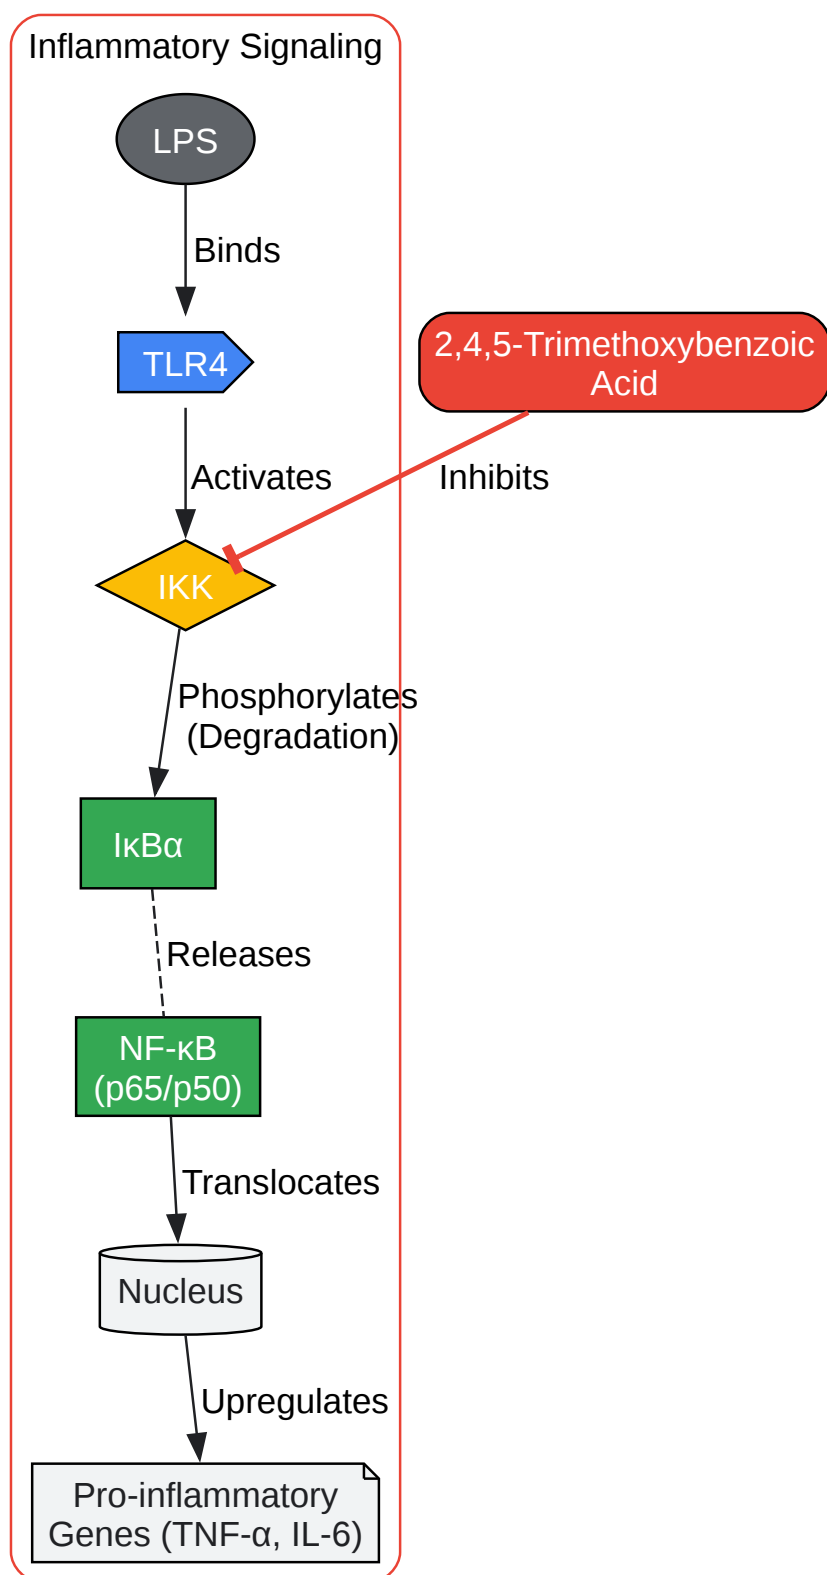 Inflammatory Signaling
LPS
Binds
TLR4
2,4,5-Trimethoxybenzoic
Acid
Activates
Inhibits
IKK
Phosphorylates
(Degradation)
IκBα
Releases
NF-κB
(p65/p50)
Translocates
Nucleus
Upregulates
Pro-inflammatory
Genes (TNF-α, IL-6)